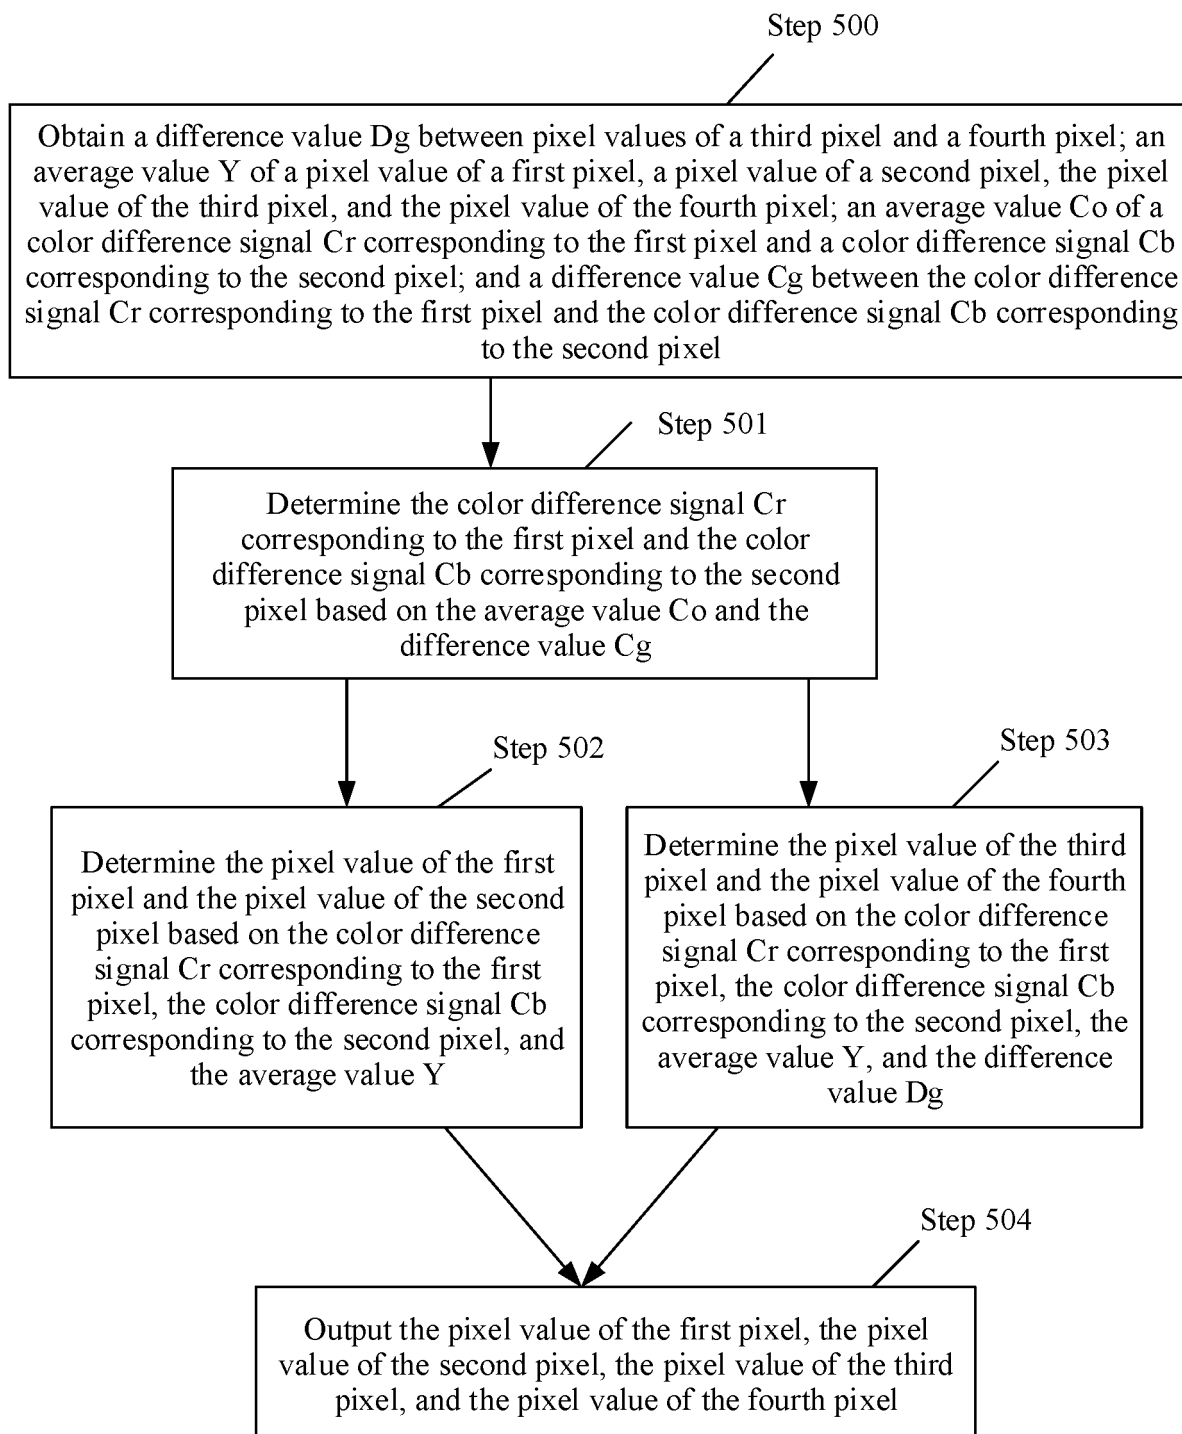 Step 500
Obtain a difference value Dg between pixel values of a third pixel and a fourth pixel; an
average value Y of a pixel value of a first pixel, a pixel value of a second pixel, the pixel
value of the third pixel, and the pixel value of the fourth pixel; an average value Co of a
color difference signal Cr corresponding to the first pixel and a color difference signal Cb
corresponding to the second pixel; and a difference value Cg between the color difference
signal Cr corresponding to the first pixel and the color difference signal Cb corresponding
to the second pixel
Step 501
Determine the color difference signal Cr
corresponding to the first pixel and the color
difference signal Cb corresponding to the second
pixel based on the average value Co and the
difference value Cg
Step 502
Determine the pixel value of the first
pixel and the pixel value of the second
pixel based on the color difference
signal Cr corresponding to the first
pixel, the color difference signal Cb
corresponding to the second pixel, and
the average value Y
Step 503
Determine the pixel value of the third
pixel and the pixel value of the fourth
pixel based on the color difference
signal Cr corresponding to the first
pixel, the color difference signal Cb
corresponding to the second pixel, the
average value Y, and the difference
value Dg
Step 504
Output the pixel value of the first pixel, the pixel
value of the second pixel, the pixel value of the third
pixel, and the pixel value of the fourth pixel